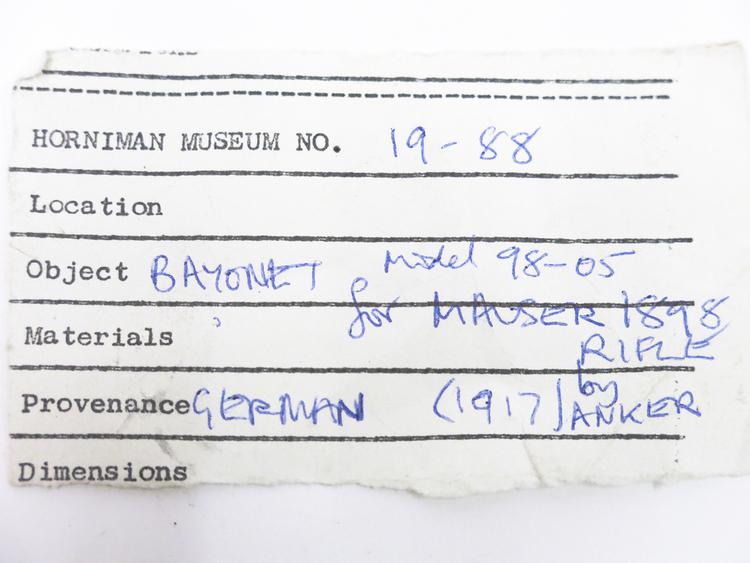 HORNIMAN MUSEUM NO. 19-88
Location
Object BAYONET Model 98-05
for MAUSER 1898
Materials RIFLE
by
Provenance GERMAN (1917) ANKER
Dimensions